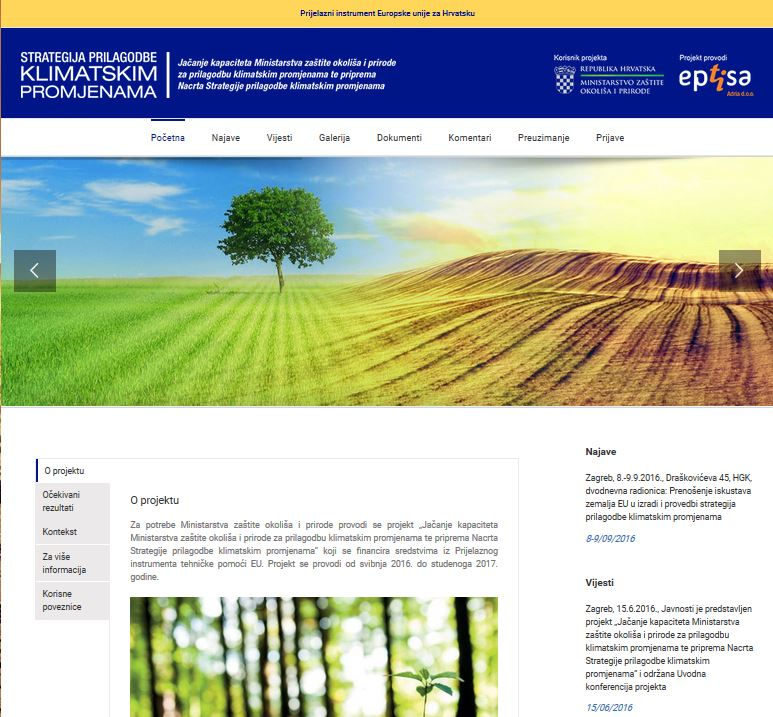 Prijelazni instrument Europske unije za Hrvatsku
STRATEGIJA PRILAGODBE
KLIMATSKIM
PROMJENAMA
Jačanje kapaciteta Ministarstva zaštite okoliša i prirode
za prilagodbu klimatskim promjenama te priprema
Nacrta Strategije prilagodbe klimatskim promjenama
Korisnik projekta
REPUBLIKA HRVATSKA
MINISTARSTVO ZAŠTITE
OKOLIŠA I PRIRODE
Projekt provodi
eptisa
Adria d.o.o.
Početna Najave Vijesti Galerija Dokumenti Komentari Preuzimanje Prijave
O projektu
Očekivani
rezultati
Kontekst
Za više
informacija
Korisne
poveznice
O projektu
Za potrebe Ministarstva zaštite okoliša i prirode provodi se projekt „Jačanje kapaciteta
Ministarstva zaštite okoliša i prirode za prilagodbu klimatskim promjenama te priprema Nacrta
Strategije prilagodbe klimatskim promjenama” koji se financira sredstvima iz Prijelaznog
instrumenta tehničke pomoći EU. Projekt se provodi od svibnja 2016. do studenoga 2017.
godine.
Najave
Zagreb, 8.-9.9.2016., Draškovićeva 45, HGK,
dvodnevna radionica: Prenošenje iskustava
zemalja EU u izradi i provedbi strategija
prilagodbe klimatskim promjenama
8-9/09/2016
Vijesti
Zagreb, 15.6.2016., Javnosti je predstavljen
projekt „Jačanje kapaciteta Ministarstva
zaštite okoliša i prirode za prilagodbu
klimatskim promjenama te priprema Nacrta
Strategije prilagodbe klimatskim
promjenama” i održana Uvodna
konferencija projekta
15/06/2016